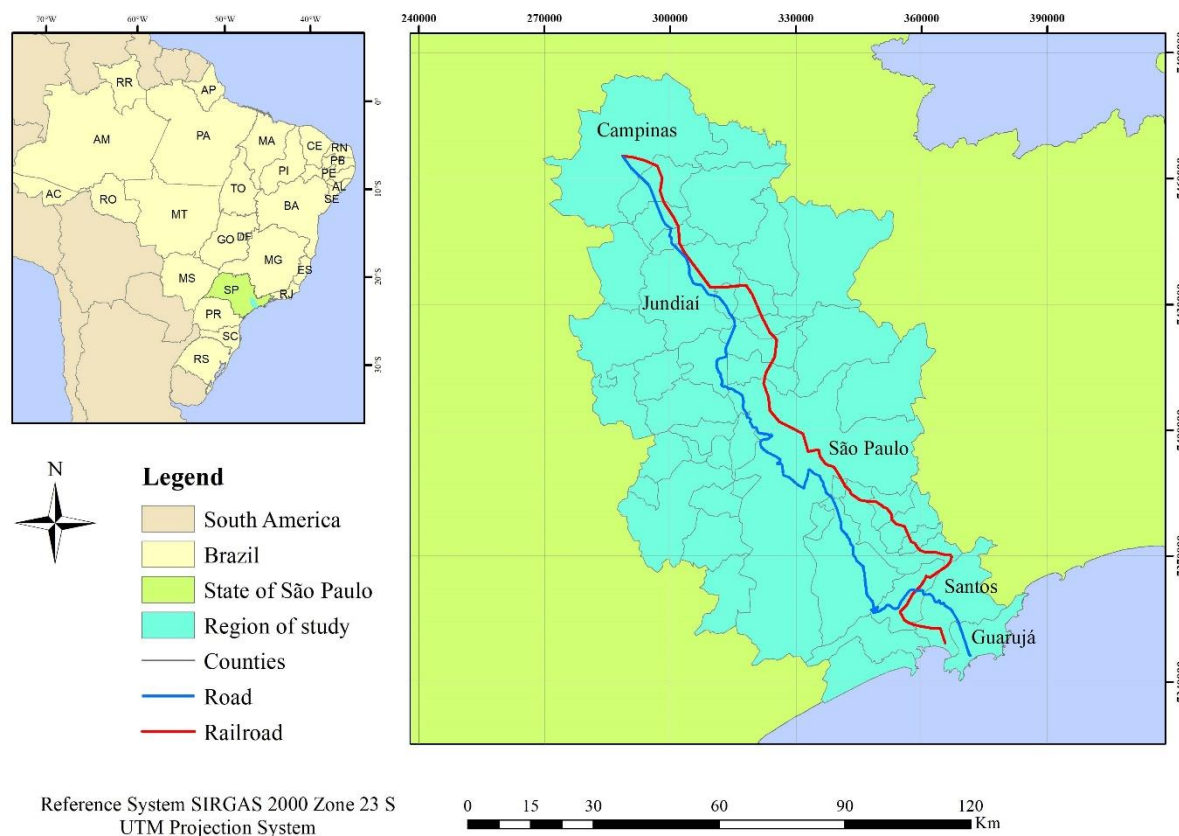 70°W 60°W 50°W 40°W
0°
10°S
20°S
30°S
RR
AP
AM
PA
MA
CE
RN
PB
PE
AL
SE
PI
AC
RO
TO
MT
BA
GO
DF
MG
ES
MS
SP
RJ
PR
SC
RS
240000 270000 300000 330000 360000 390000
Campinas
Jundiaí
São Paulo
Santos
Guarujá
N
Legend
South America
Brazil
State of São Paulo
Region of study
Counties
Road
Railroad
Reference System SIRGAS 2000 Zone 23 S
UTM Projection System
0 15 30 60 90 120
Km